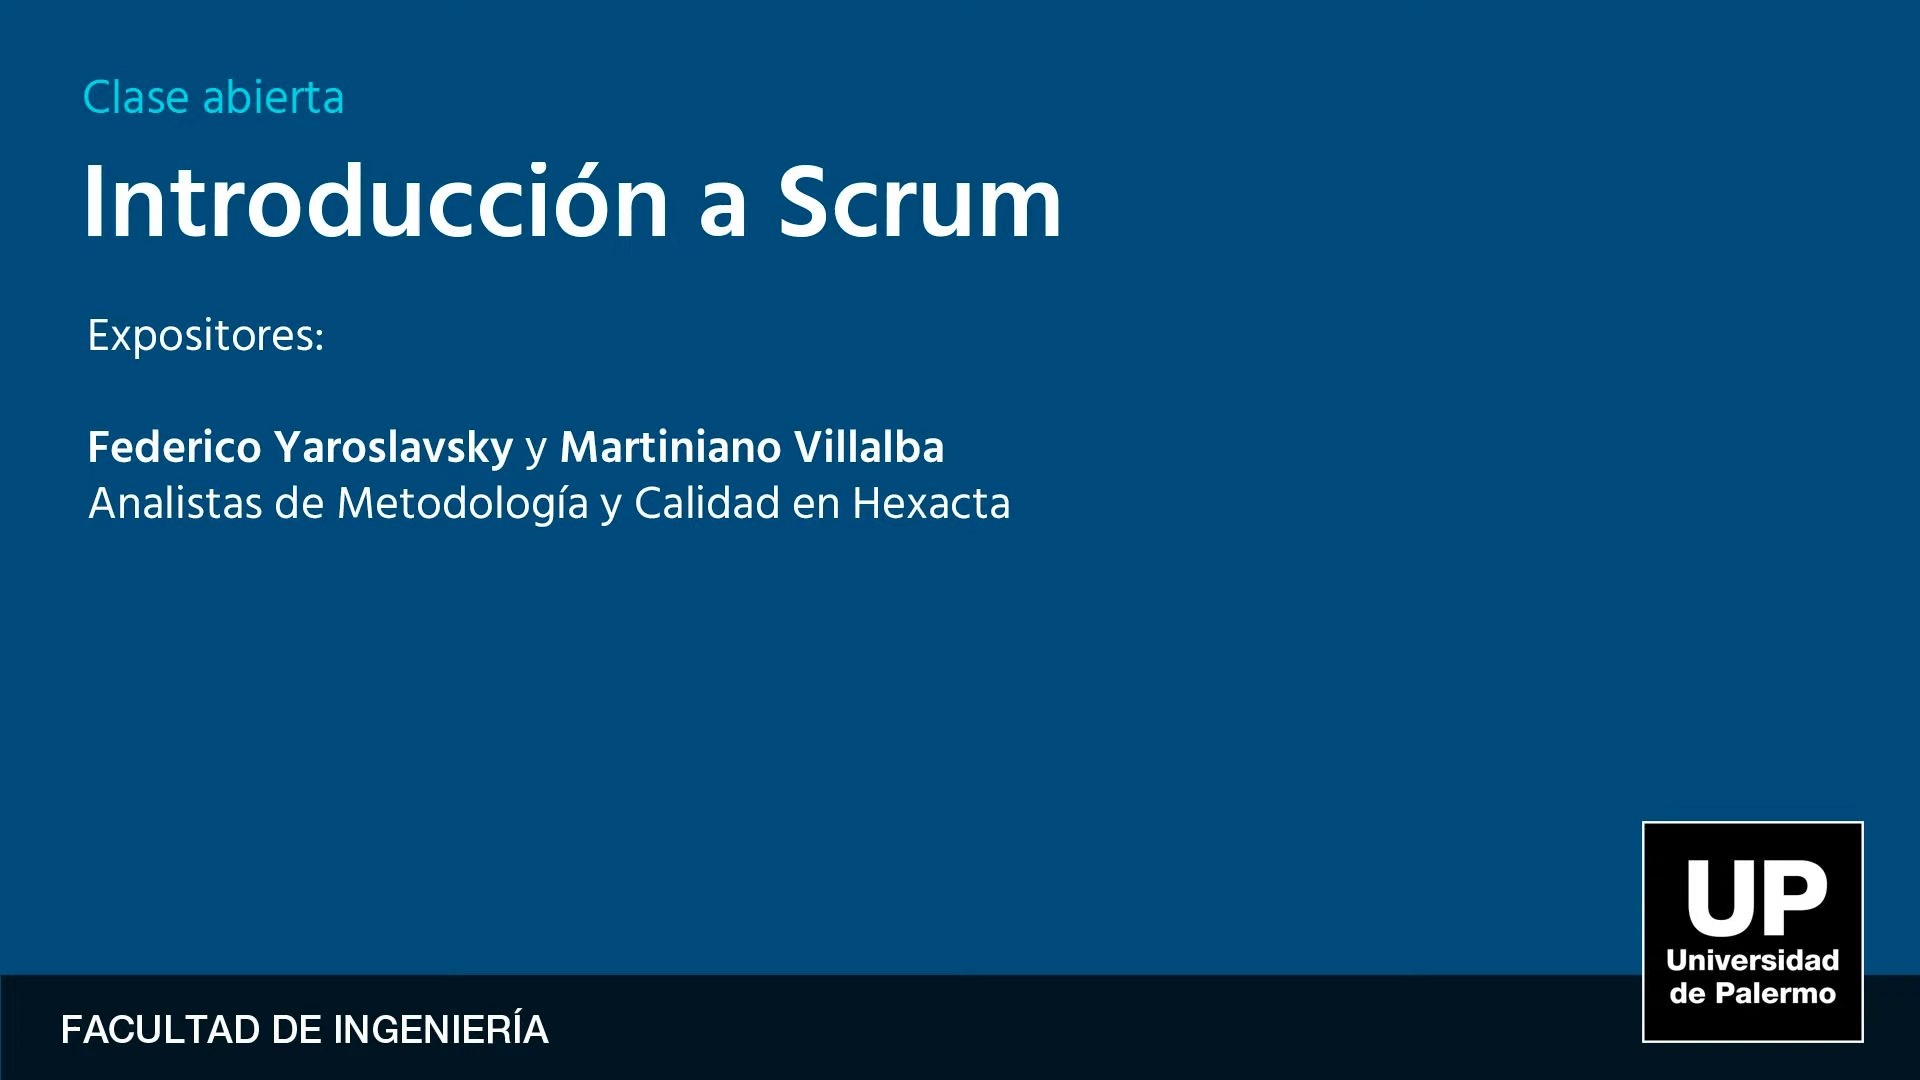 Clase abierta
Introducción a Scrum
Expositores:
Federico Yaroslavsky y Martiniano Villalba
Analistas de Metodología y Calidad en Hexacta
UP
Universidad
de Palermo
FACULTAD DE INGENIERÍA